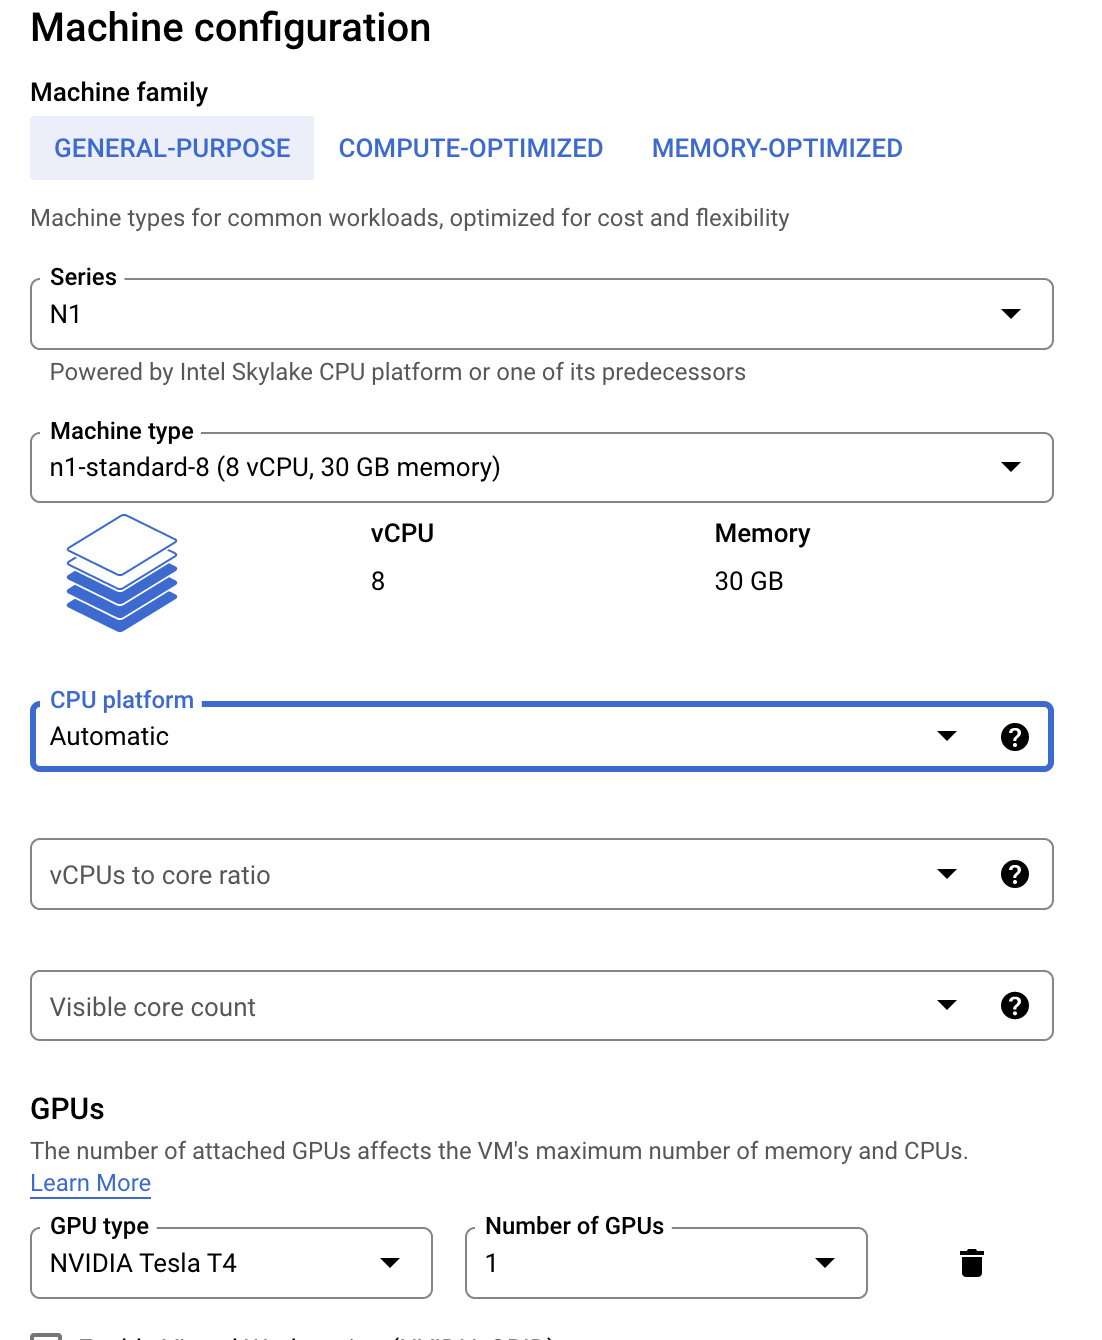 Machine configuration
Machine family
GENERAL-PURPOSE COMPUTE-OPTIMIZED MEMORY-OPTIMIZED
Machine types for common workloads, optimized for cost and flexibility
Series
N1
Powered by Intel Skylake CPU platform or one of its predecessors
Machine type
n1-standard-8 (8 vCPU, 30 GB memory)
vCPU Memory
8 30 GB
CPU platform
Automatic
vCPUs to core ratio
Visible core count
GPUs
The number of attached GPUs affects the VM's maximum number of memory and CPUs.
Learn More
GPU type Number of GPUs
NVIDIA Tesla T4 1